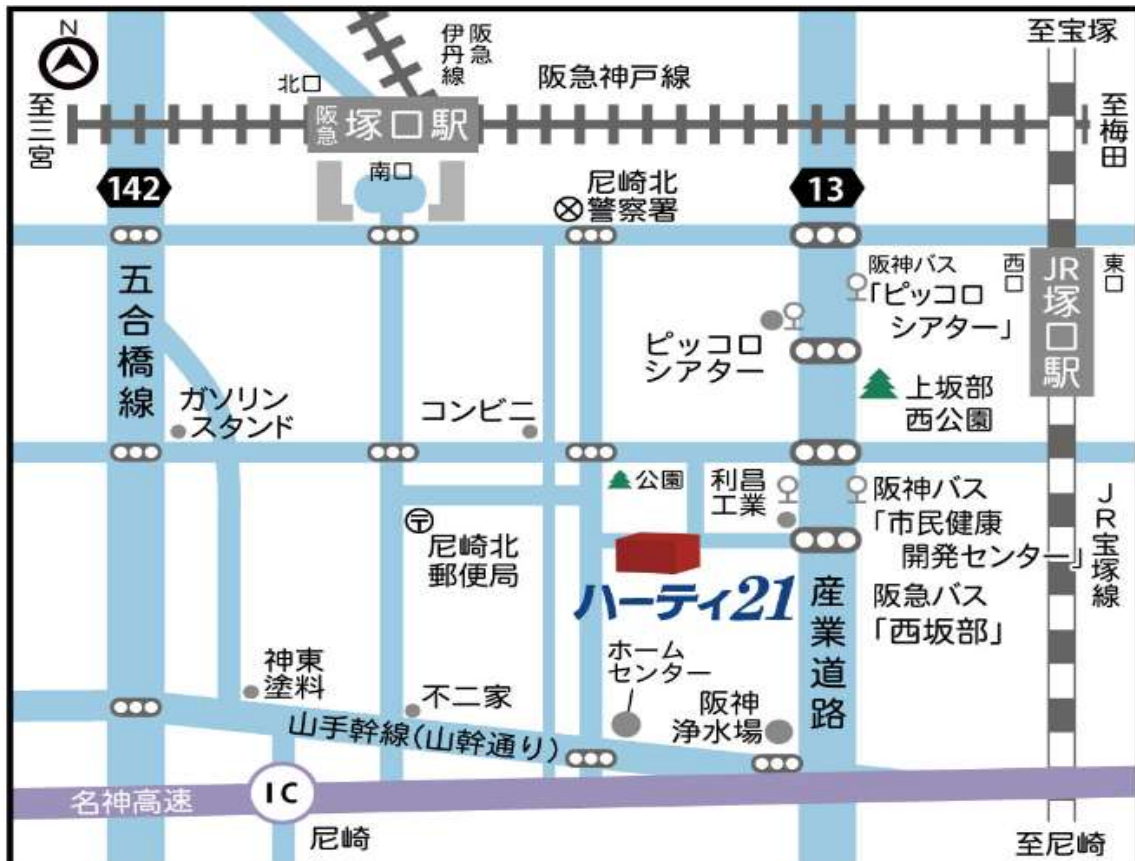 N
至宝塚
阪急
伊丹線
北口
阪急神戸線
至三宮
阪急
塚口駅
至梅田
142
南口
尼崎北
警察署
13
五合橋線
阪神バス
「ピッコロ
シアター」
西口
JR塚口駅
東口
ピッコロ
シアター
上坂部
西公園
ガソリン
スタンド
コンビニ
公園
利昌
工業
阪神バス
「市民健康
開発センター」
JR宝塚線
〒
尼崎北
郵便局
ハーティ21
産業道路
阪急バス
「西坂部」
ホーム
センター
神東
塗料
不二家
阪神
浄水場
山手幹線(山幹通り)
名神高速
IC
尼崎
至尼崎